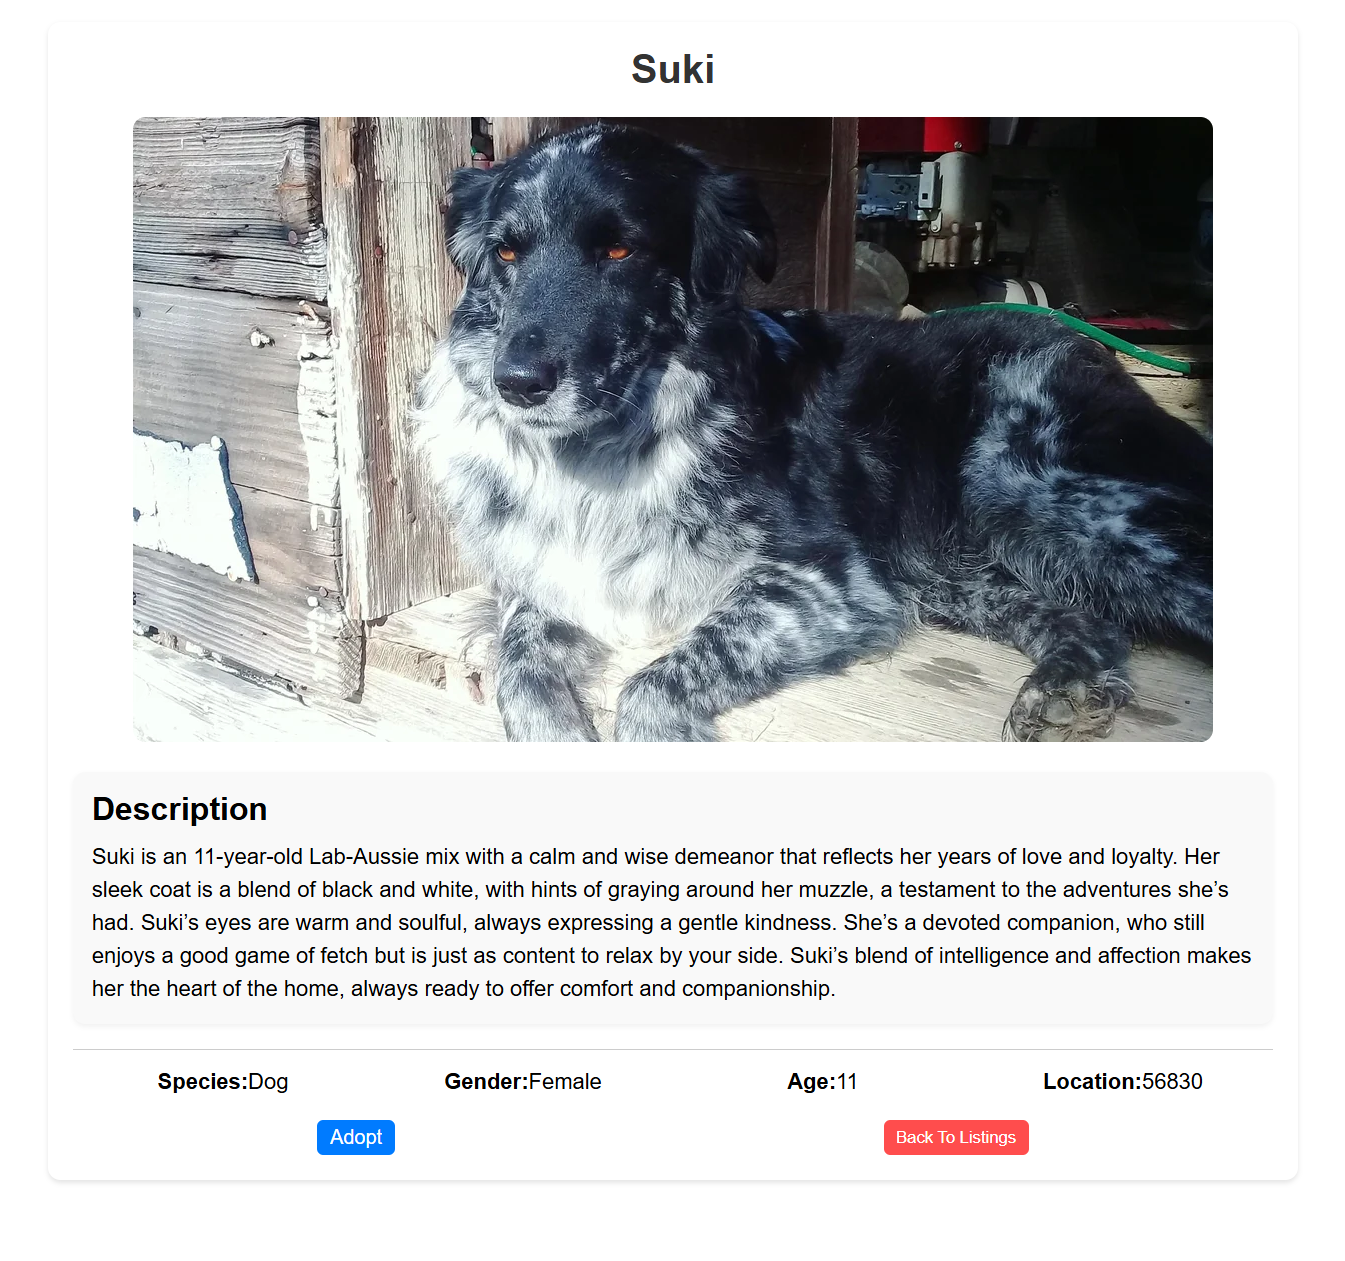 Suki
Description
Suki is an 11-year-old Lab-Aussie mix with a calm and wise demeanor that reflects her years of love and loyalty. Her
sleek coat is a blend of black and white, with hints of graying around her muzzle, a testament to the adventures she’s
had. Suki’s eyes are warm and soulful, always expressing a gentle kindness. She’s a devoted companion, who still
enjoys a good game of fetch but is just as content to relax by your side. Suki’s blend of intelligence and affection makes
her the heart of the home, always ready to offer comfort and companionship.
Species:Dog Gender:Female Age:11 Location:56830
Adopt Back To Listings